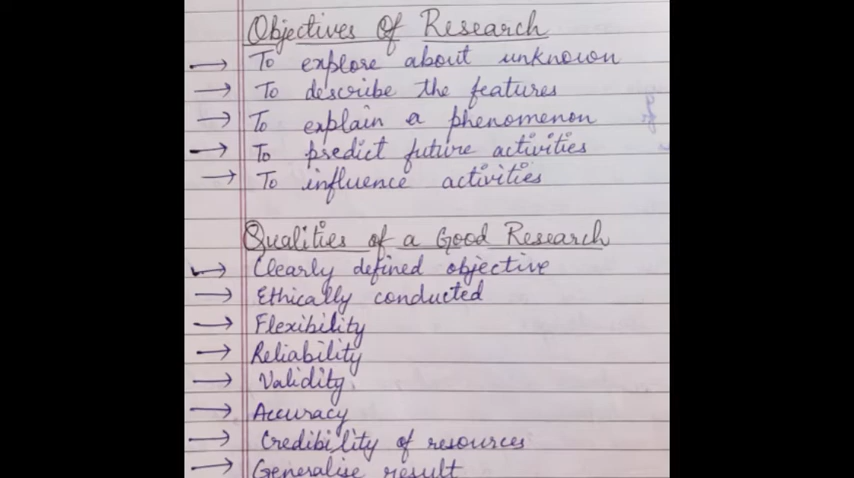 Objectives Of Research
→ To explore about unknown
→ To describe the features
→ To explain a phenomenon
→ To predict future activities
→ To influence activities
Qualities of a Good Research
→ Clearly defined objective
→ Ethically conducted
→ Flexibility
→ Reliability
→ Validity
→ Accuracy
→ Credibility of resources
→ Generalise result